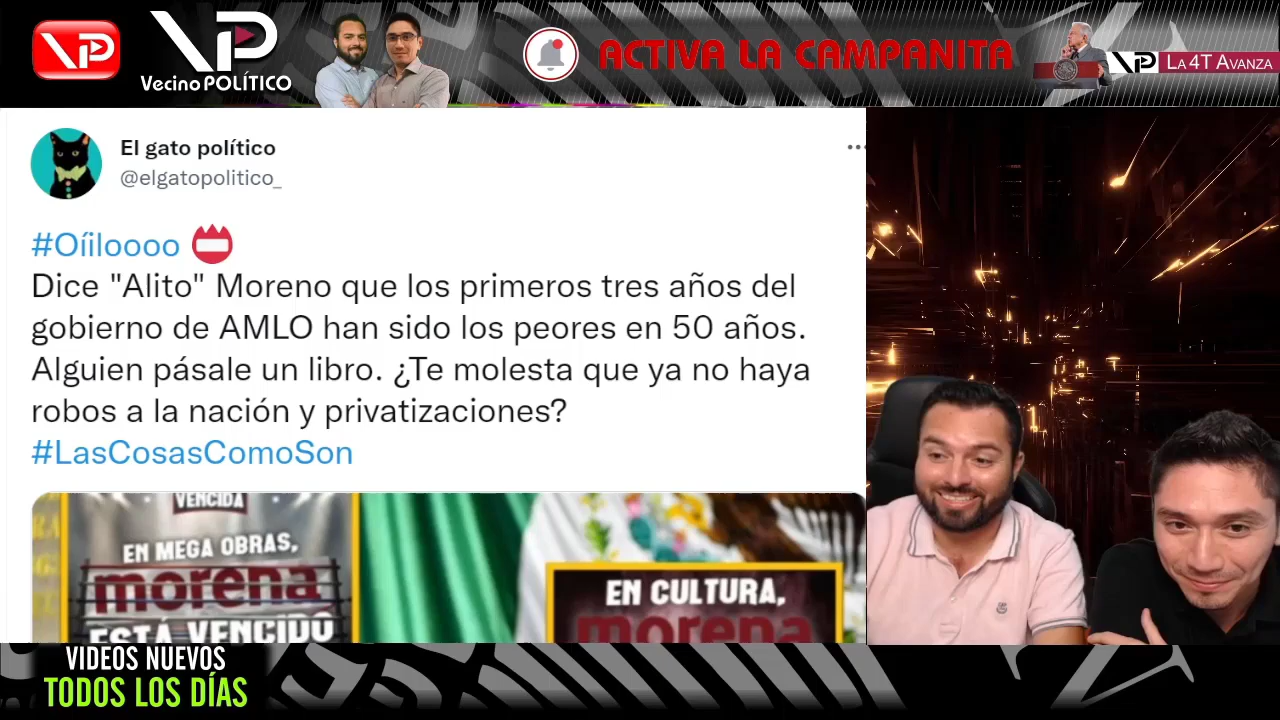 VP
VP
Vecino POLÍTICO
ACTIVA LA CAMPANITA
VP LA 4T AVANZA
El gato político
@elgatopolitico_
#Oíiloooo
Dice "Alito" Moreno que los primeros tres años del
gobierno de AMLO han sido los peores en 50 años.
Alguien pásale un libro. ¿Te molesta que ya no haya
robos a la nación y privatizaciones?
#LasCosasComoSon
VENCIDA
EN MEGA OBRAS,
morena
ESTÁ VENCIDO
EN CULTURA,
morena
VIDEOS NUEVOS
TODOS LOS DÍAS